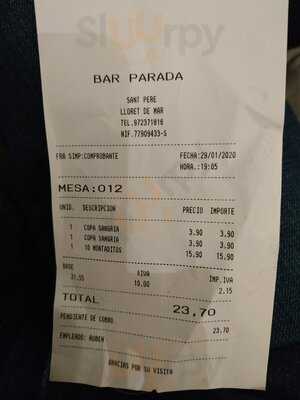 Sluurpy
BAR PARADA
SANT PERE
LLORET DE MAR
TEL.972371816
NIF.77909433-S
FRA SIMP:COMPROBANTE FECHA:29/01/2020
HORA.:19:05
MESA:012
UNID. DESCRIPCION PRECIO IMPORTE
1 COPA SANGRIA 3.90 3.90
1 COPA SANGRIA 3.90 3.90
1 10 MONTADITOS 15.90 15.90
BASE %IVA IMP.IVA
21.55 10.00 2.15
TOTAL 23,70
PENDIENTE DE COBRO 23.70
EMPLEADO: RUBEN
GRACIAS POR SU VISITA